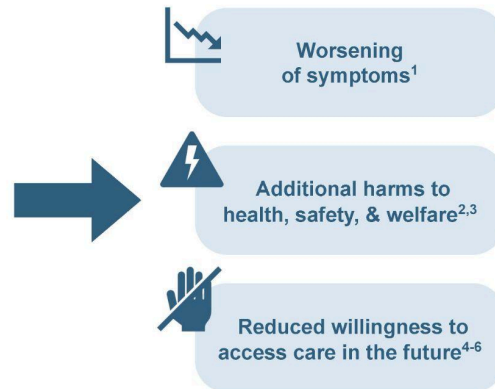 Worsening
of symptoms¹
Additional harms to
health, safety, & welfare²,³
Reduced willingness to
access care in the future⁴-⁶